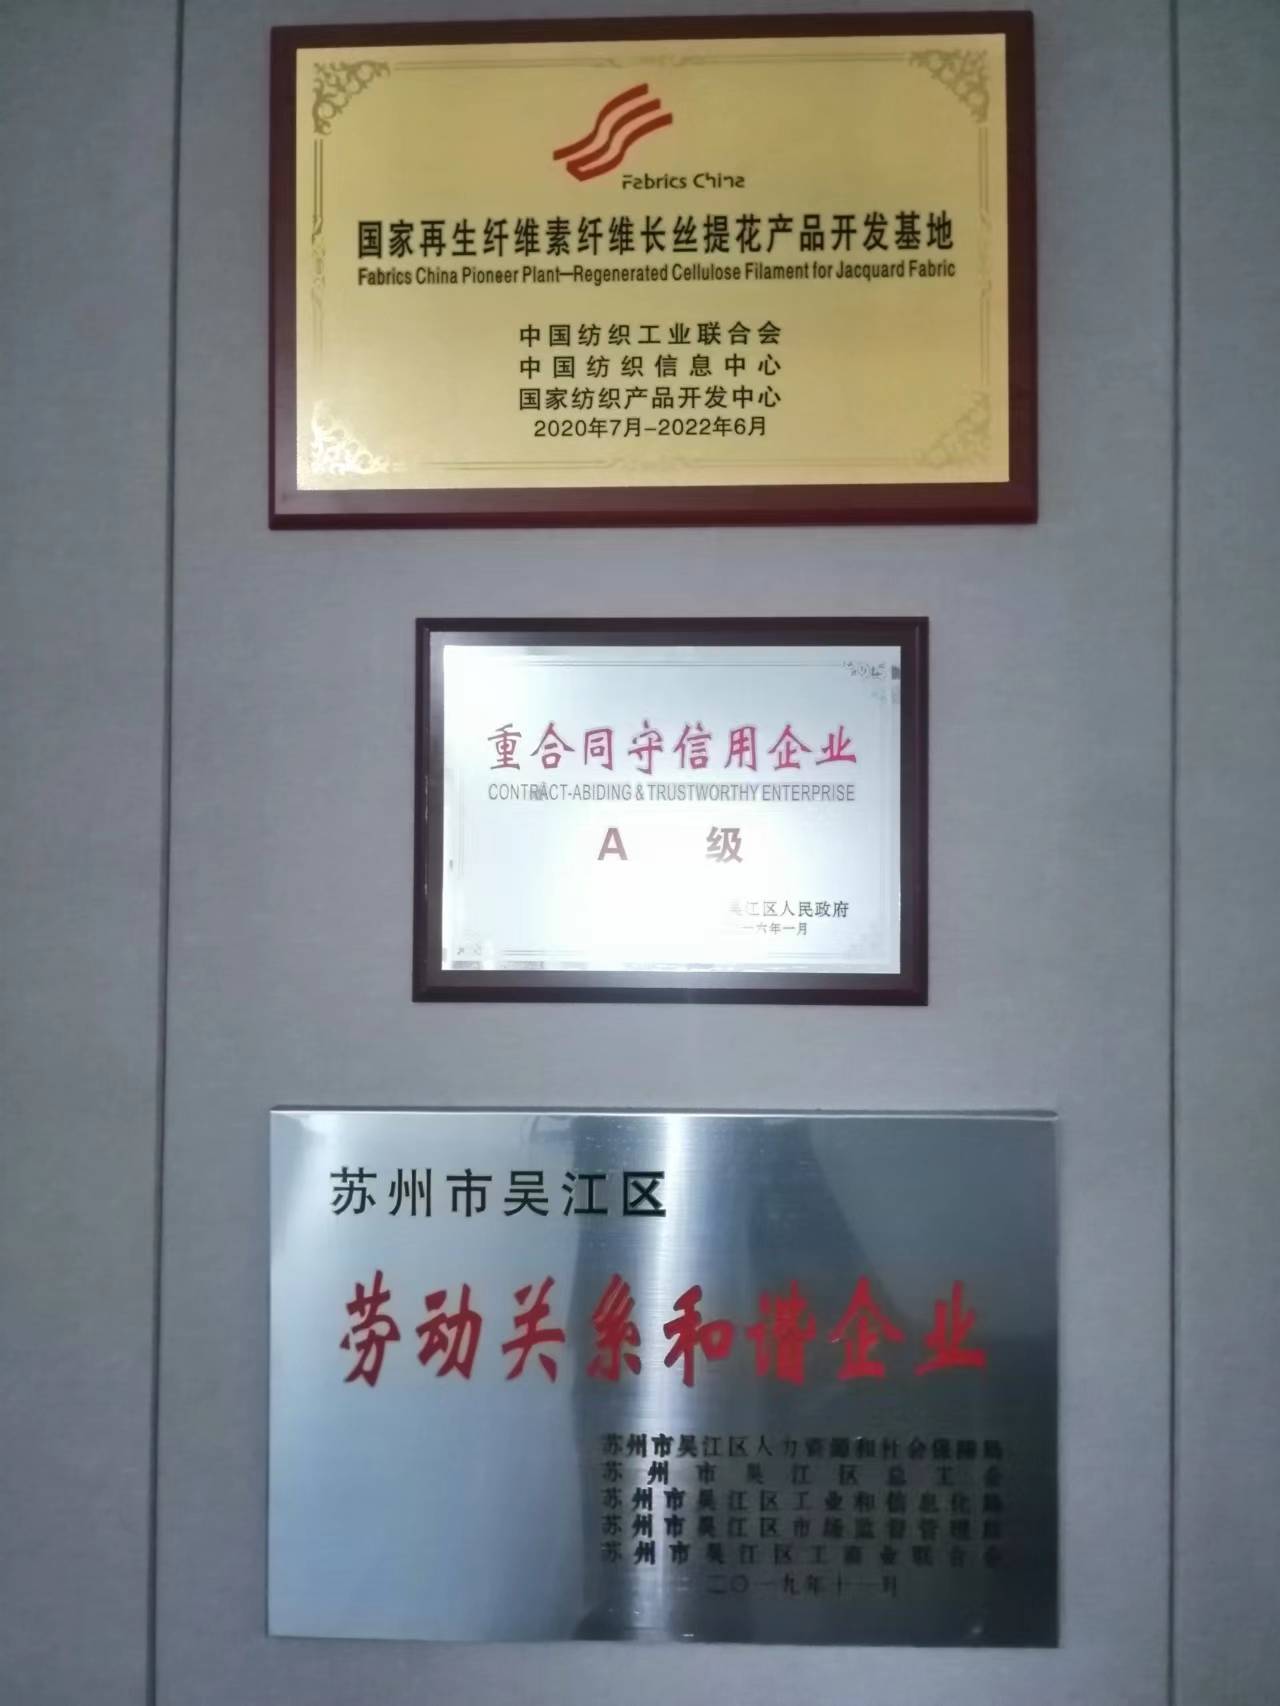 Fabrics China
国家再生纤维素纤维长丝提花产品开发基地
Fabrics China Pioneer Plant—Regenerated Cellulose Filament for Jacquard Fabric
中国纺织工业联合会
中国纺织信息中心
国家纺织产品开发中心
2020年7月-2022年6月
重合同守信用企业
CONTRACT-ABIDING & TRUSTWORTHY ENTERPRISE
A 级
吴江区人民政府
一六年一月
苏州市吴江区
劳动关系和谐企业
苏州市吴江区人力资源和社会保障局
苏州市吴江区总工会
苏州市吴江区工业和信息化局
苏州市吴江区市场监督管理局
苏州市吴江区工商业联合会
二〇一九年十一月